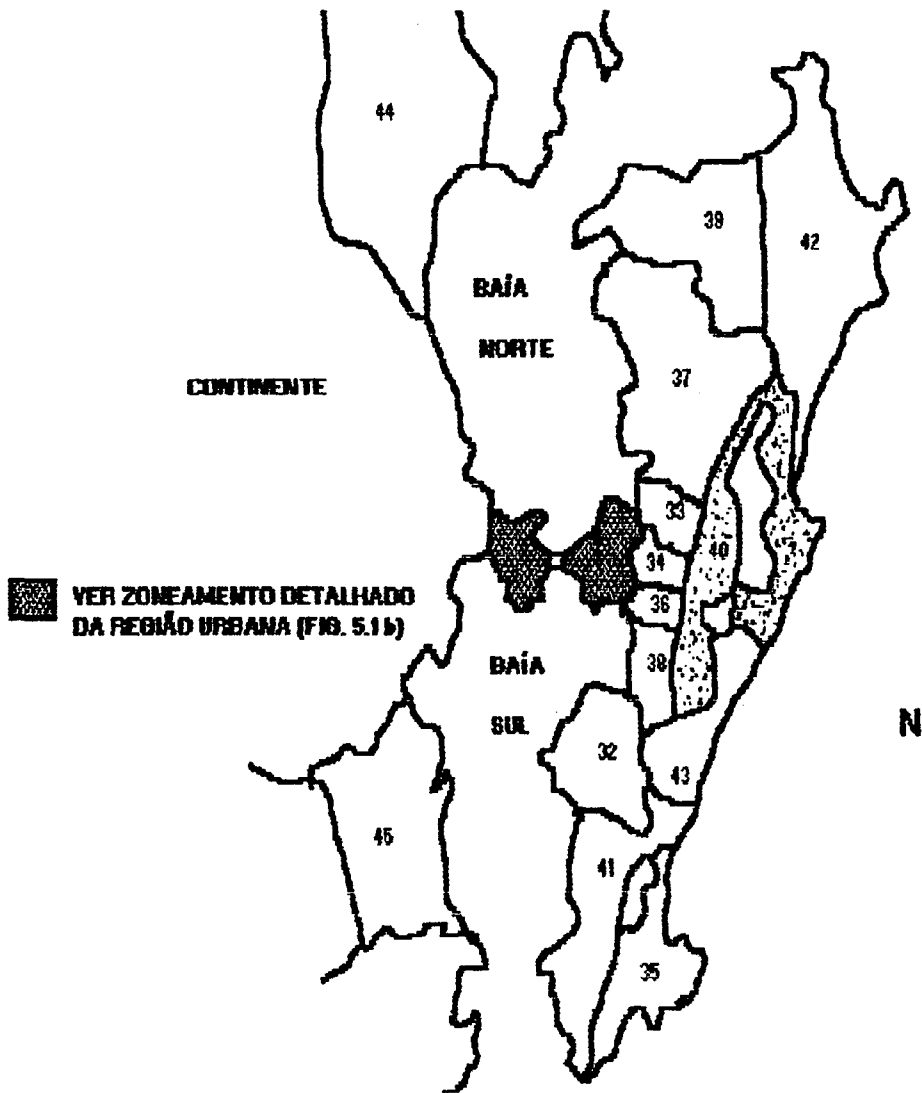 44
39
42
BAÍA
NORTE
37
CONTINENTE
33
40
34
VER ZONEAMENTO DETALHADO
DA REGIÃO URBANA (FIG. 5.1b)
36
BAÍA
38
SUL
N
32
43
45
41
35